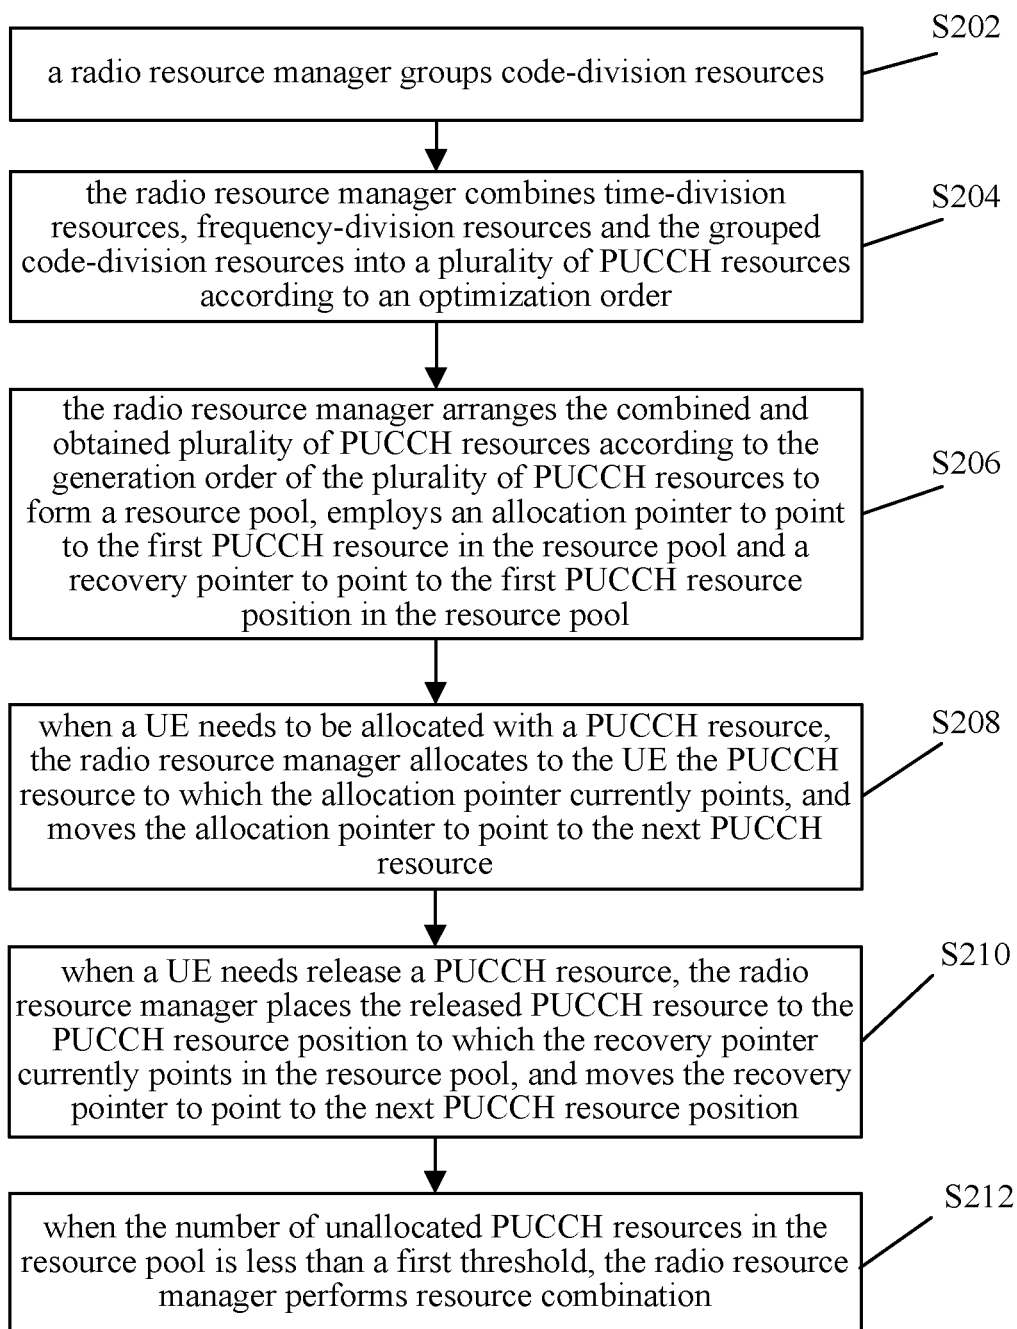 S202
a radio resource manager groups code-division resources
S204
the radio resource manager combines time-division
resources, frequency-division resources and the grouped
code-division resources into a plurality of PUCCH resources
according to an optimization order
S206
the radio resource manager arranges the combined and
obtained plurality of PUCCH resources according to the
generation order of the plurality of PUCCH resources to
form a resource pool, employs an allocation pointer to point
to the first PUCCH resource in the resource pool and a
recovery pointer to point to the first PUCCH resource
position in the resource pool
S208
when a UE needs to be allocated with a PUCCH resource,
the radio resource manager allocates to the UE the PUCCH
resource to which the allocation pointer currently points, and
moves the allocation pointer to point to the next PUCCH
resource
S210
when a UE needs release a PUCCH resource, the radio
resource manager places the released PUCCH resource to the
PUCCH resource position to which the recovery pointer
currently points in the resource pool, and moves the recovery
pointer to point to the next PUCCH resource position
S212
when the number of unallocated PUCCH resources in the
resource pool is less than a first threshold, the radio resource
manager performs resource combination